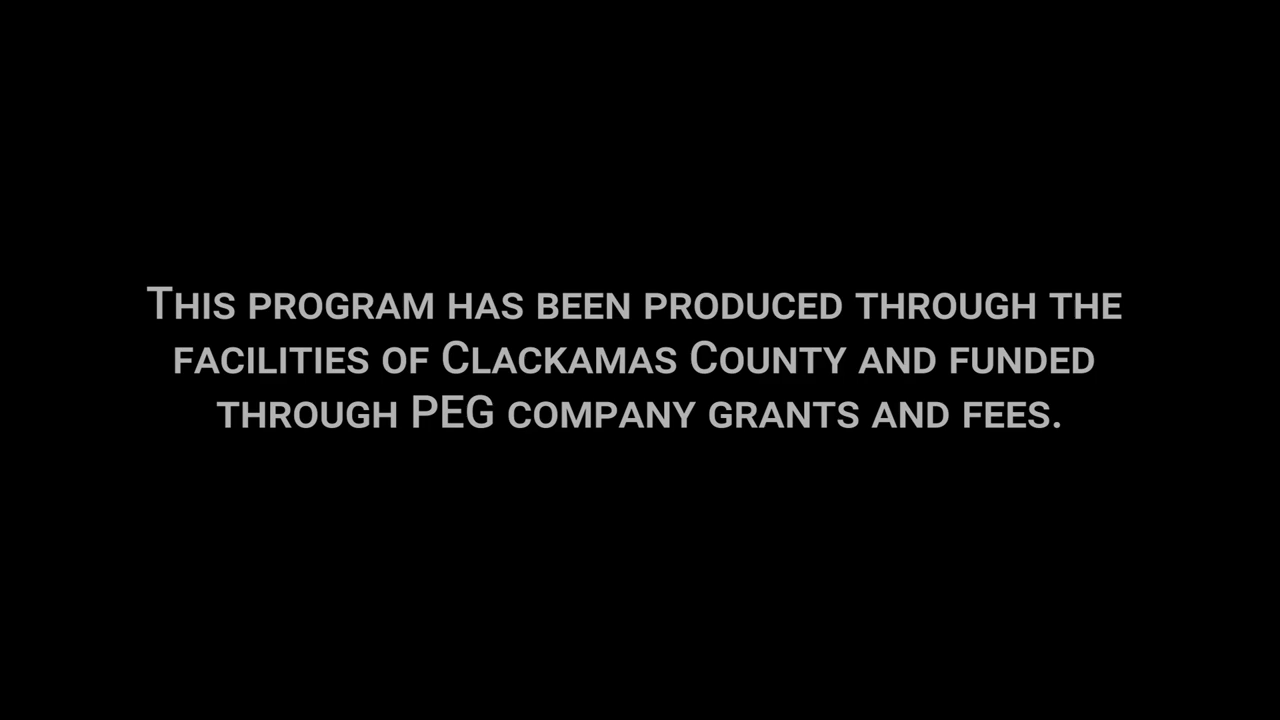 This program has been produced through the
facilities of Clackamas County and funded
through PEG company grants and fees.